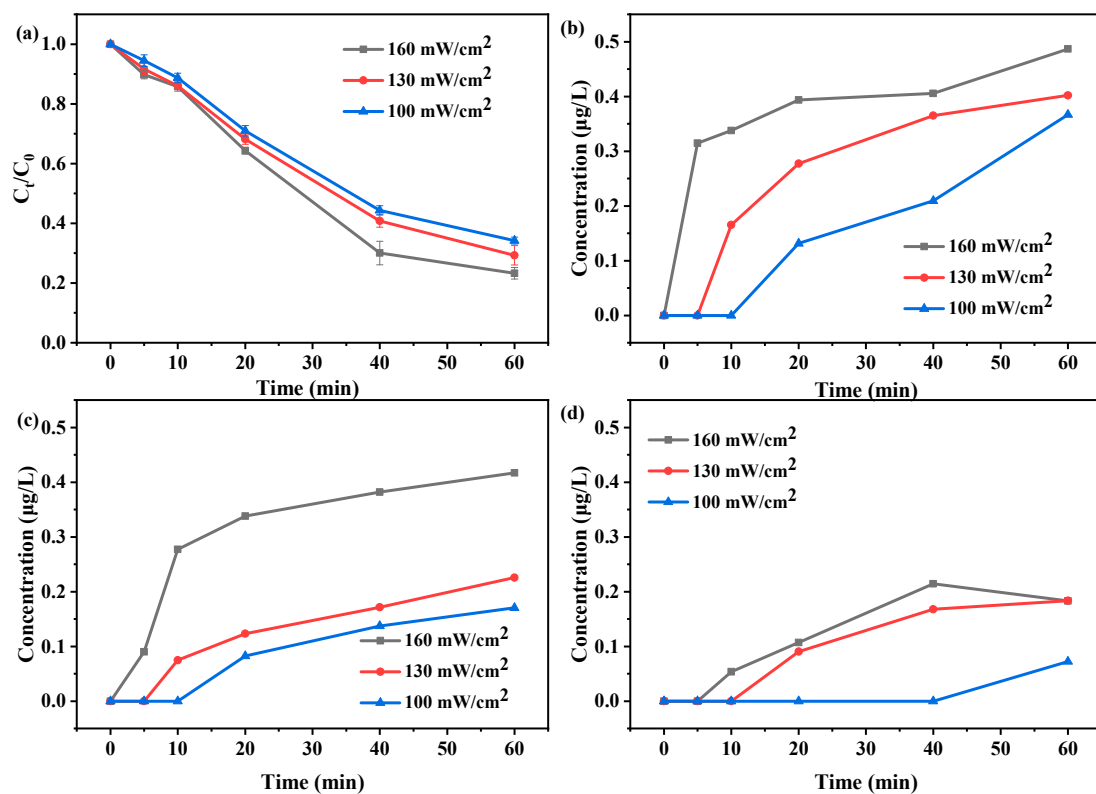 (a)
160 mW/cm²
130 mW/cm²
100 mW/cm²
1.0
0.8
0.6
0.4
0.2
0.0
Cₜ/C₀
0 10 20 30 40 50 60
Time (min)
(b)
0.5
0.4
0.3
0.2
0.1
0.0
Concentration (µg/L)
160 mW/cm²
130 mW/cm²
100 mW/cm²
0 10 20 30 40 50 60
Time (min)
(c)
0.5
0.4
0.3
0.2
0.1
0.0
Concentration (µg/L)
160 mW/cm²
130 mW/cm²
100 mW/cm²
0 10 20 30 40 50 60
Time (min)
(d)
160 mW/cm²
130 mW/cm²
100 mW/cm²
0.5
0.4
0.3
0.2
0.1
0.0
Concentration (µg/L)
0 10 20 30 40 50 60
Time (min)